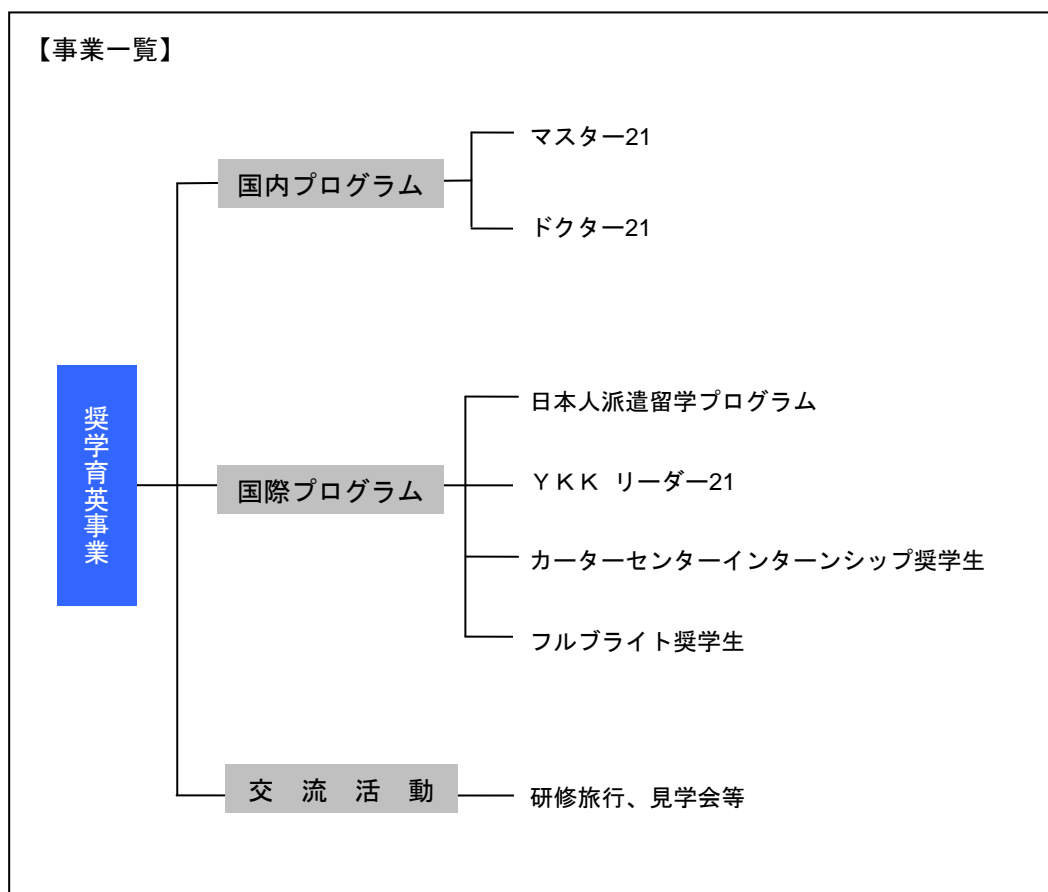 【事業一覧】
奨学育英事業
国内プログラム
マスター21
ドクター21
国際プログラム
日本人派遣留学プログラム
ＹＫＫ リーダー21
カーターセンターインターンシップ奨学生
フルブライト奨学生
交　流　活　動
研修旅行、見学会等